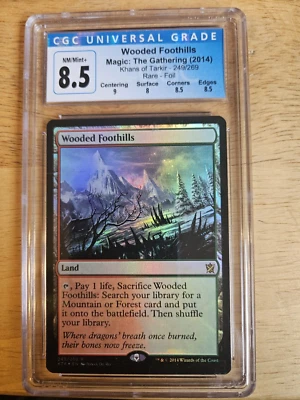 CGC UNIVERSAL GRADE
NM/Mint+
8.5
Wooded Foothills
Magic: The Gathering (2014)
Khans of Tarkir - 249/269
Rare - Foil
Centering Surface Corners Edges
9 8 8.5 8.5
Wooded Foothills
Land
, Pay 1 life, Sacrifice Wooded
Foothills: Search your library for a
Mountain or Forest card and put
it onto the battlefield. Then shuffle
your library.
Where dragons' breath once burned,
their bones now freeze.
2014 Wizards of the Coast